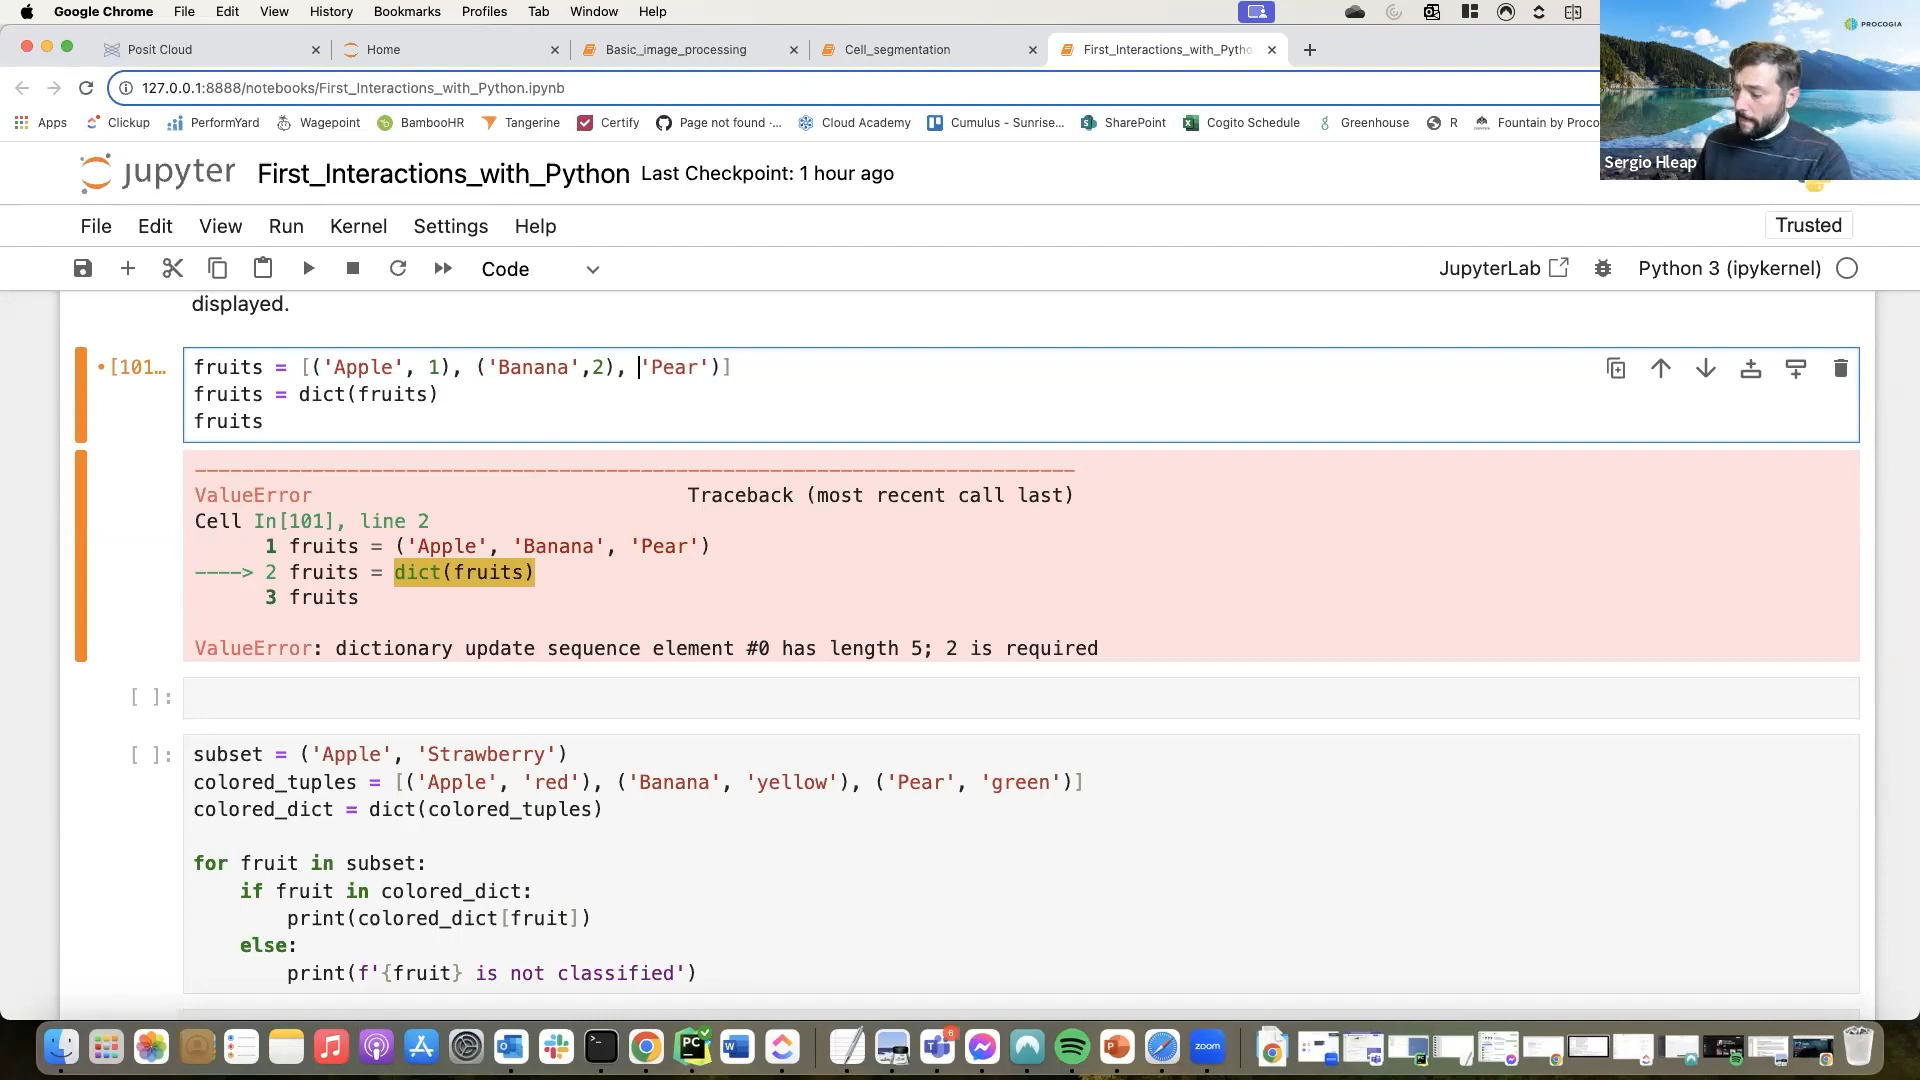 Google Chrome File Edit View History Bookmarks Profiles Tab Window Help
Posit Cloud Home Basic_image_processing Cell_segmentation First_Interactions_with_Pytho
127.0.0.1:8888/notebooks/First_Interactions_with_Python.ipynb
Apps Clickup PerformYard Wagepoint BambooHR Tangerine Certify Page not found -... Cloud Academy Cumulus - Sunrise... SharePoint Cogito Schedule Greenhouse R Fountain by Proco
PROCOGIA
Sergio Hleap
jupyter First_Interactions_with_Python Last Checkpoint: 1 hour ago
File Edit View Run Kernel Settings Help Trusted
Code JupyterLab Python 3 (ipykernel)
displayed.
[101... fruits = [('Apple', 1), ('Banana',2), 'Pear')]
fruits = dict(fruits)
fruits
---------------------------------------------------------------------------
ValueError Traceback (most recent call last)
Cell In[101], line 2
1 fruits = ('Apple', 'Banana', 'Pear')
----> 2 fruits = dict(fruits)
3 fruits
ValueError: dictionary update sequence element #0 has length 5; 2 is required
[ ]:
[ ]: subset = ('Apple', 'Strawberry')
colored_tuples = [('Apple', 'red'), ('Banana', 'yellow'), ('Pear', 'green')]
colored_dict = dict(colored_tuples)
for fruit in subset:
if fruit in colored_dict:
print(colored_dict[fruit])
else:
print(f'{fruit} is not classified')
PC W 6 P zoom